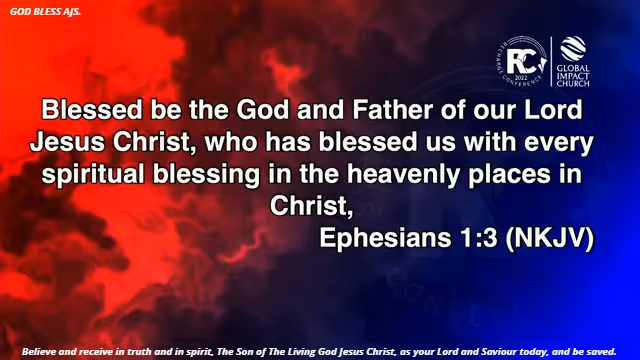 GOD BLESS AJS.
RECHARGE CONFERENCE
RC
2022
GLOBAL
IMPACT
CHURCH
Blessed be the God and Father of our Lord
Jesus Christ, who has blessed us with every
spiritual blessing in the heavenly places in
Christ,
Ephesians 1:3 (NKJV)
Believe and receive in truth and in spirit, The Son of The Living God Jesus Christ, as your Lord and Saviour today, and be saved.